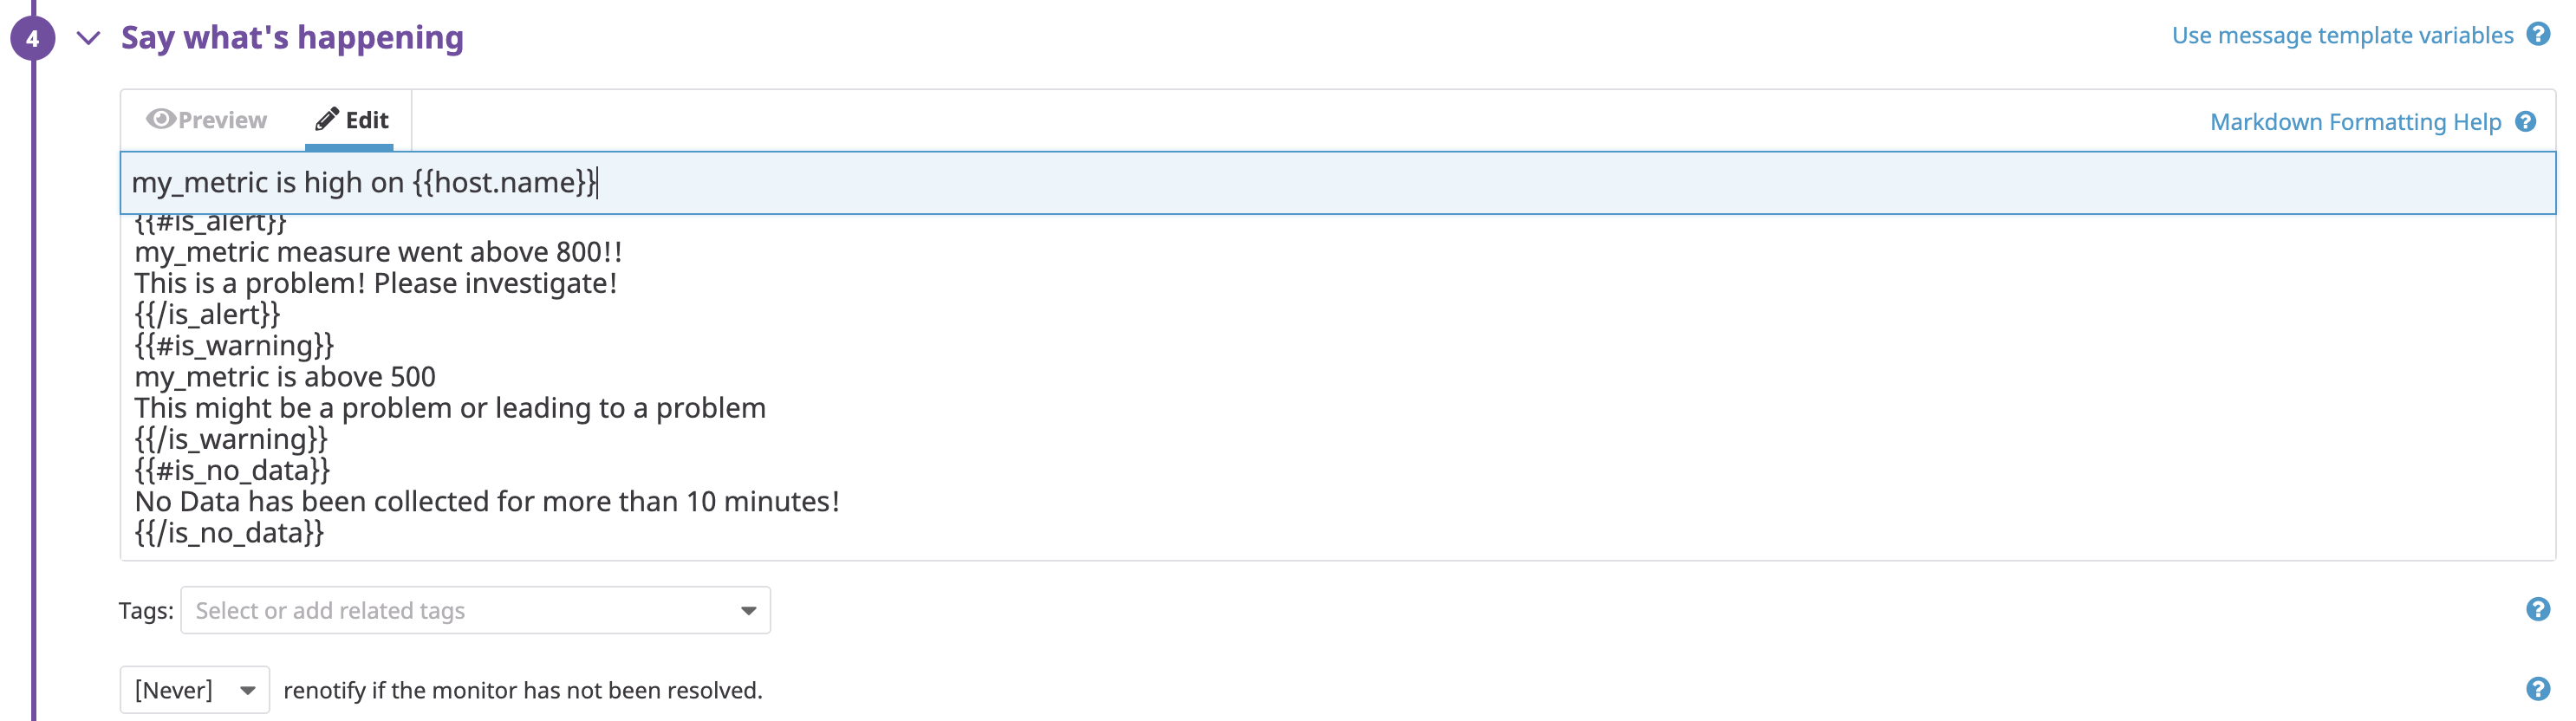 4 Say what's happening Use message template variables ?
Preview Edit Markdown Formatting Help ?
my_metric is high on {{host.name}}
{{#is_alert}}
my_metric measure went above 800!!
This is a problem! Please investigate!
{{/is_alert}}
{{#is_warning}}
my_metric is above 500
This might be a problem or leading to a problem
{{/is_warning}}
{{#is_no_data}}
No Data has been collected for more than 10 minutes!
{{/is_no_data}}
Tags: Select or add related tags ?
[Never] renotify if the monitor has not been resolved. ?